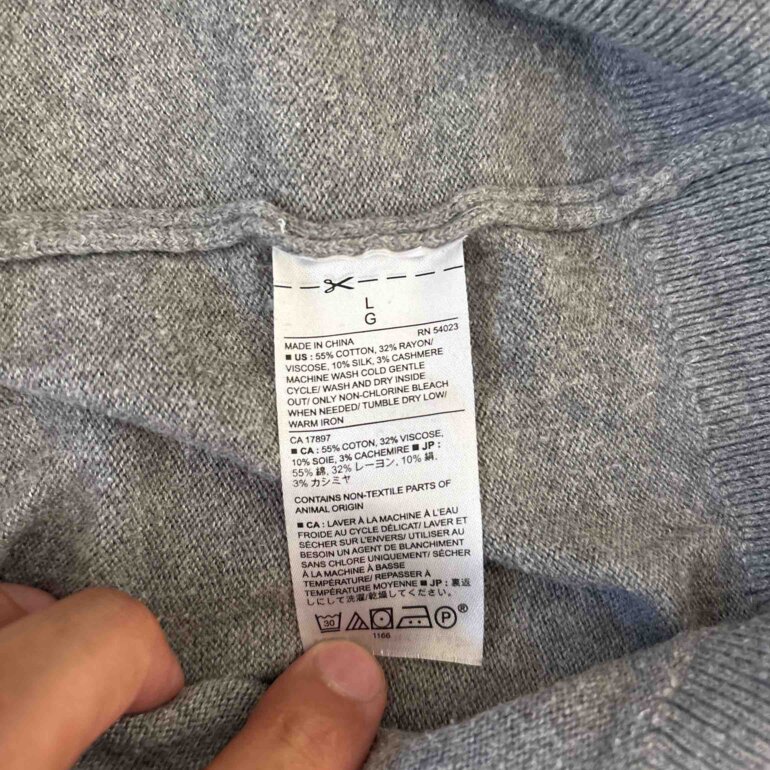 L
G
RN 54023
MADE IN CHINA
■ US : 55% COTTON, 32% RAYON/
VISCOSE, 10% SILK, 3% CASHMERE
MACHINE WASH COLD GENTLE
CYCLE/ WASH AND DRY INSIDE
OUT/ ONLY NON-CHLORINE BLEACH
WHEN NEEDED/ TUMBLE DRY LOW/
WARM IRON
CA 17897
■ CA : 55% COTON, 32% VISCOSE,
10% SOIE, 3% CACHEMIRE ■ JP :
55% 綿, 32% レーヨン, 10% 絹,
3% カシミヤ
CONTAINS NON-TEXTILE PARTS OF
ANIMAL ORIGIN
■ CA : LAVER À LA MACHINE À L'EAU
FROIDE AU CYCLE DÉLICAT/ LAVER ET
SÉCHER SUR L'ENVERS/ UTILISER AU
BESOIN UN AGENT DE BLANCHIMENT
SANS CHLORE UNIQUEMENT/ SÉCHER
À LA MACHINE À BASSE
TEMPÉRATURE/ REPASSER À
TEMPÉRATURE MOYENNE ■ JP : 裏返
しにして洗濯/乾燥してください。
30 P ®
1166